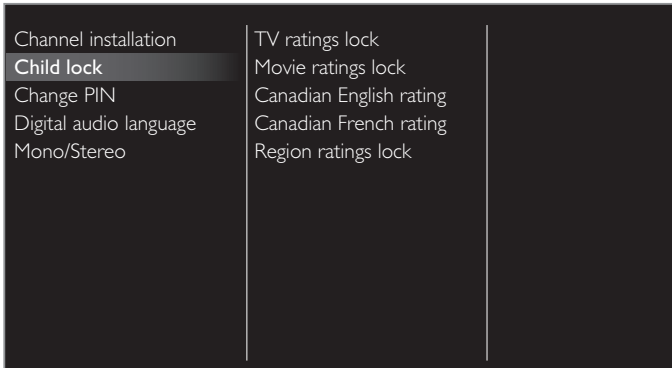 Channel installation
Child lock
Change PIN
Digital audio language
Mono/Stereo
TV ratings lock
Movie ratings lock
Canadian English rating
Canadian French rating
Region ratings lock